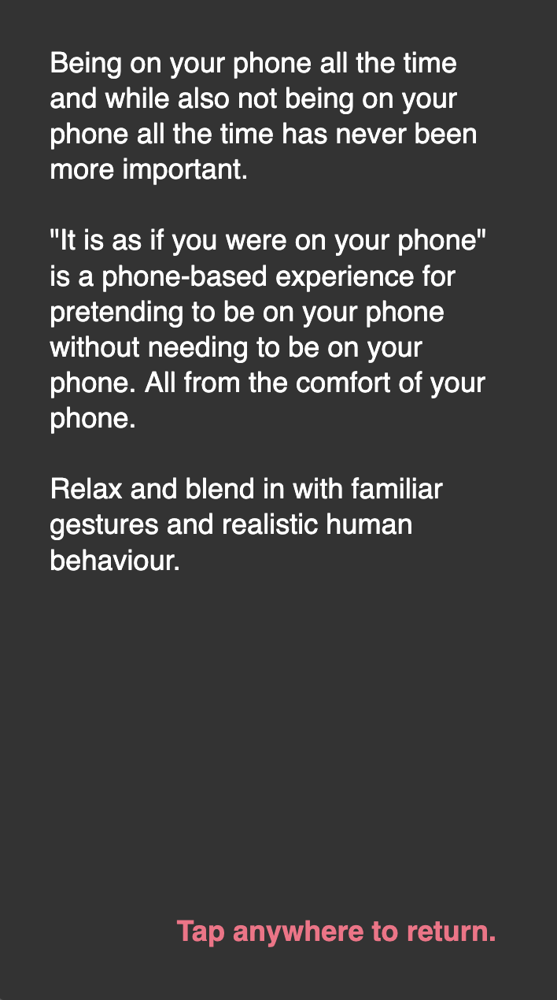 Being on your phone all the time
and while also not being on your
phone all the time has never been
more important.
"It is as if you were on your phone"
is a phone-based experience for
pretending to be on your phone
without needing to be on your
phone. All from the comfort of your
phone.
Relax and blend in with familiar
gestures and realistic human
behaviour.
Tap anywhere to return.